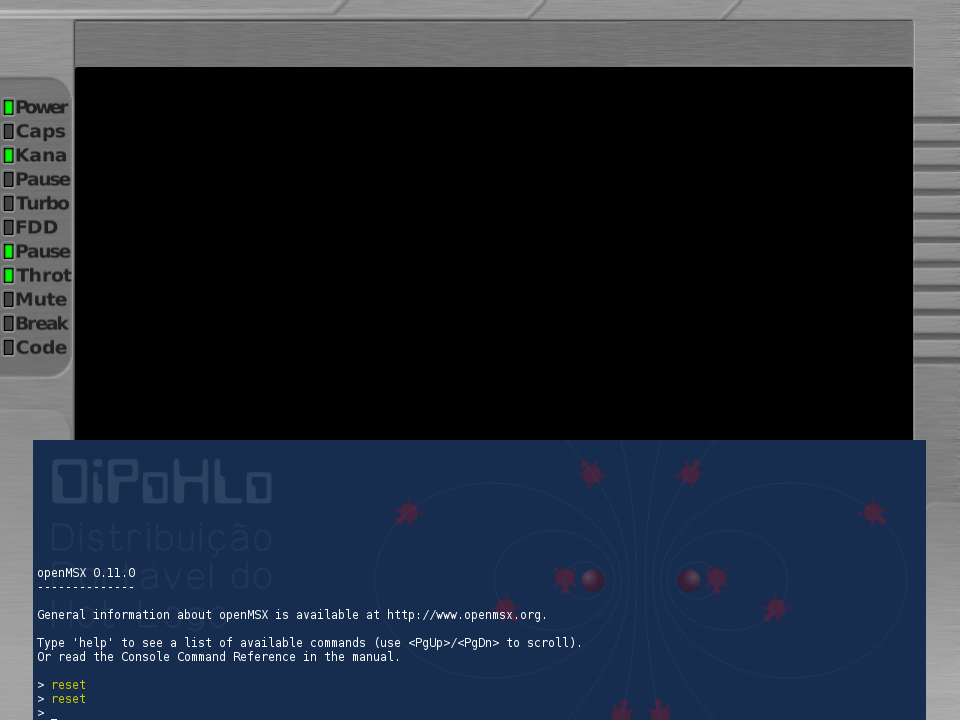 Power
Caps
Kana
Pause
Turbo
FDD
Pause
Throt
Mute
Break
Code
DiPoHLo
Distribuição
ável do
Logo
openMSX 0.11.0
--------------
General information about openMSX is available at http://www.openmsx.org.
Type 'help' to see a list of available commands (use <PgUp>/<PgDn> to scroll).
Or read the Console Command Reference in the manual.
> reset
> reset
> _